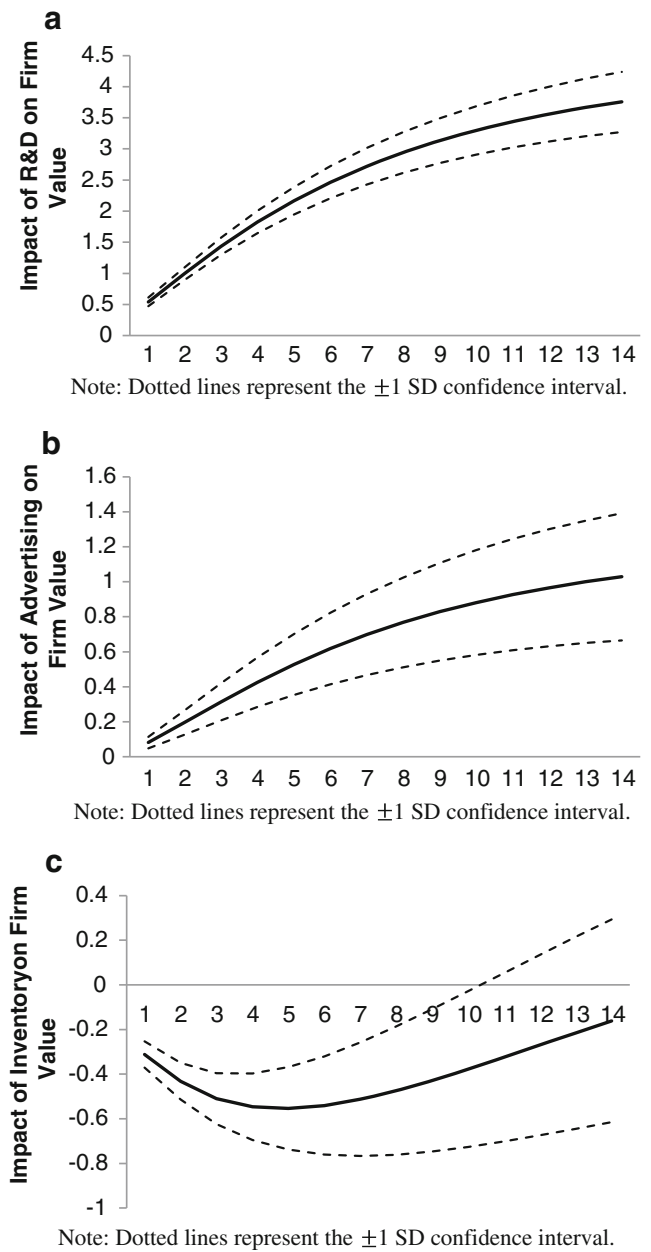 a
Impact of R&D on Firm
Value
4.5
4
3.5
3
2.5
2
1.5
1
0.5
0
1 2 3 4 5 6 7 8 9 10 11 12 13 14
Note: Dotted lines represent the ±1 SD confidence interval.
b
Impact of Advertising on
Firm Value
1.6
1.4
1.2
1
0.8
0.6
0.4
0.2
0
1 2 3 4 5 6 7 8 9 10 11 12 13 14
Note: Dotted lines represent the ±1 SD confidence interval.
c
Impact of Inventoryon Firm
Value
0.4
0.2
0
1 2 3 4 5 6 7 8 9 10 11 12 13 14
-0.2
-0.4
-0.6
-0.8
-1
Note: Dotted lines represent the ±1 SD confidence interval.